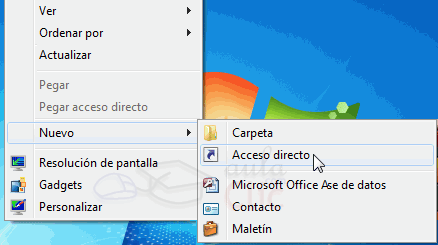 Ver
Ordenar por
Actualizar
Pegar
Pegar acceso directo
Nuevo
Resolución de pantalla
Gadgets
Personalizar
Carpeta
Acceso directo
Microsoft Office Ase de datos
Contacto
Maletín